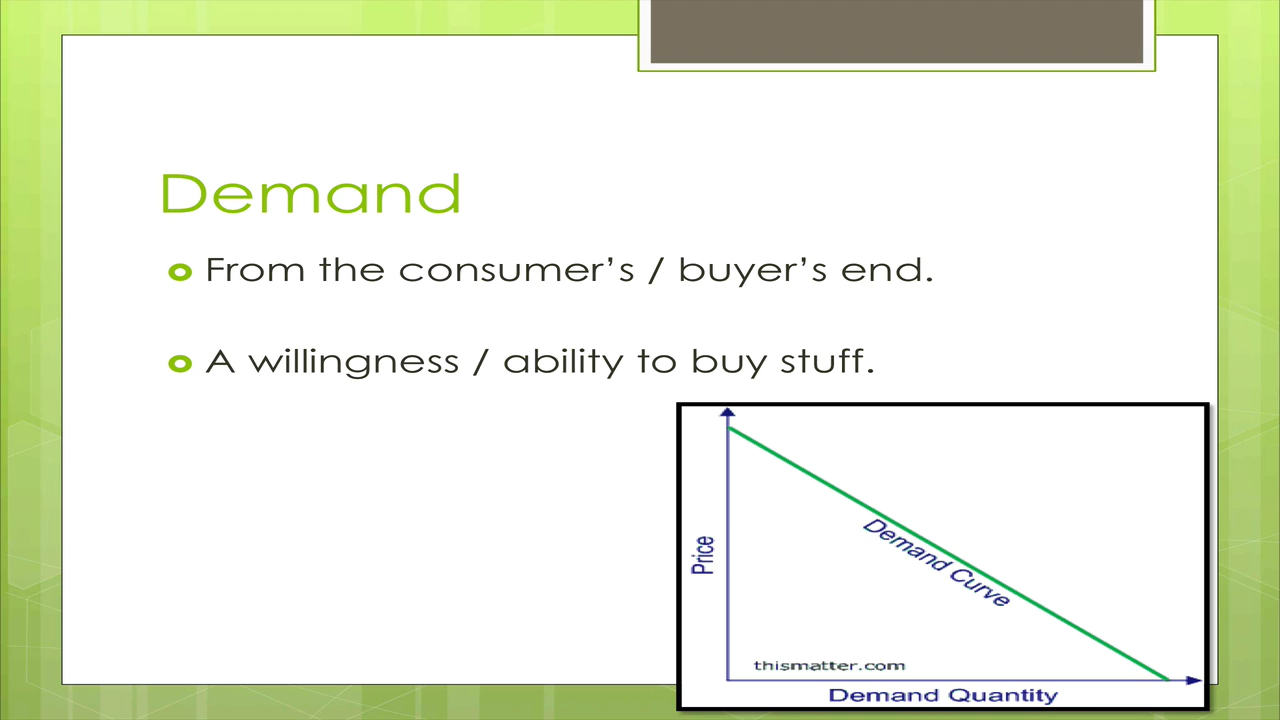 Demand
From the consumer’s / buyer’s end.
A willingness / ability to buy stuff.
Price
Demand Curve
thismatter.com
Demand Quantity